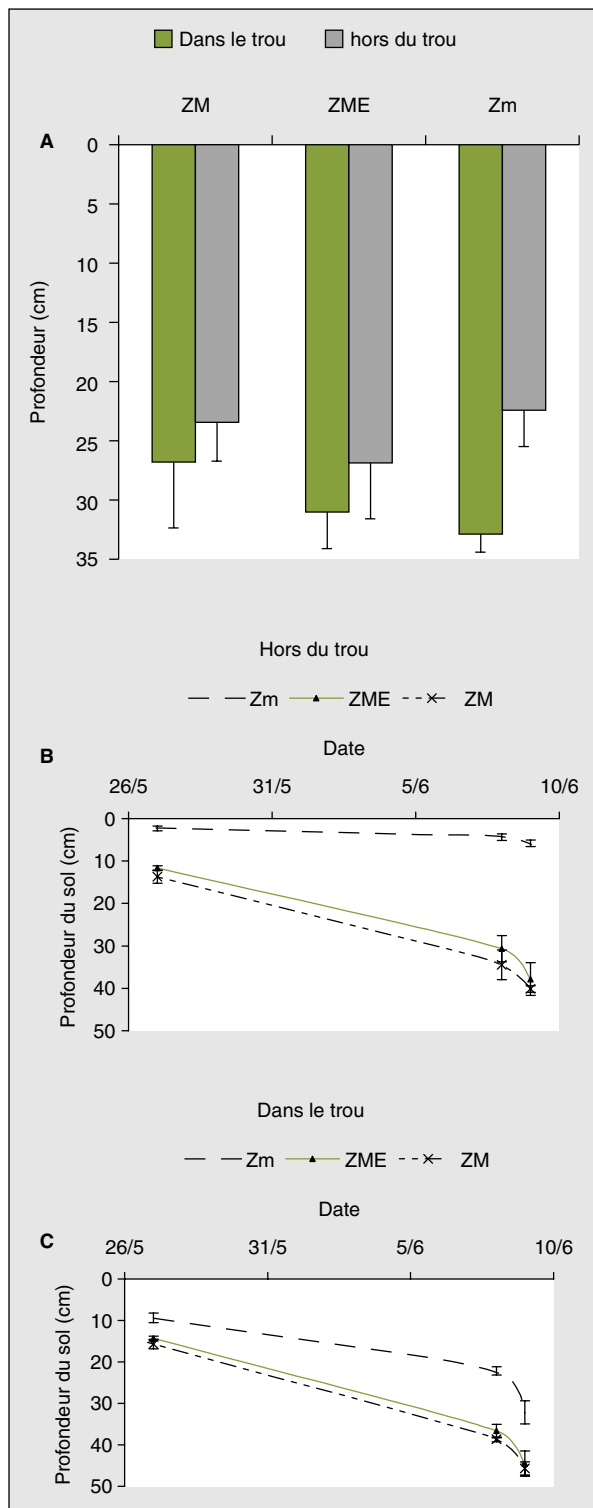 Dans le trou hors du trou
ZM ZME Zm
A
0
5
10
15
20
25
30
35
Profondeur (cm)
Hors du trou
Zm ZME ZM
Date
B
26/5 31/5 5/6 10/6
0
10
20
30
40
50
Profondeur du sol (cm)
Dans le trou
Zm ZME ZM
Date
C
26/5 31/5 5/6 10/6
0
10
20
30
40
50
Profondeur du sol (cm)